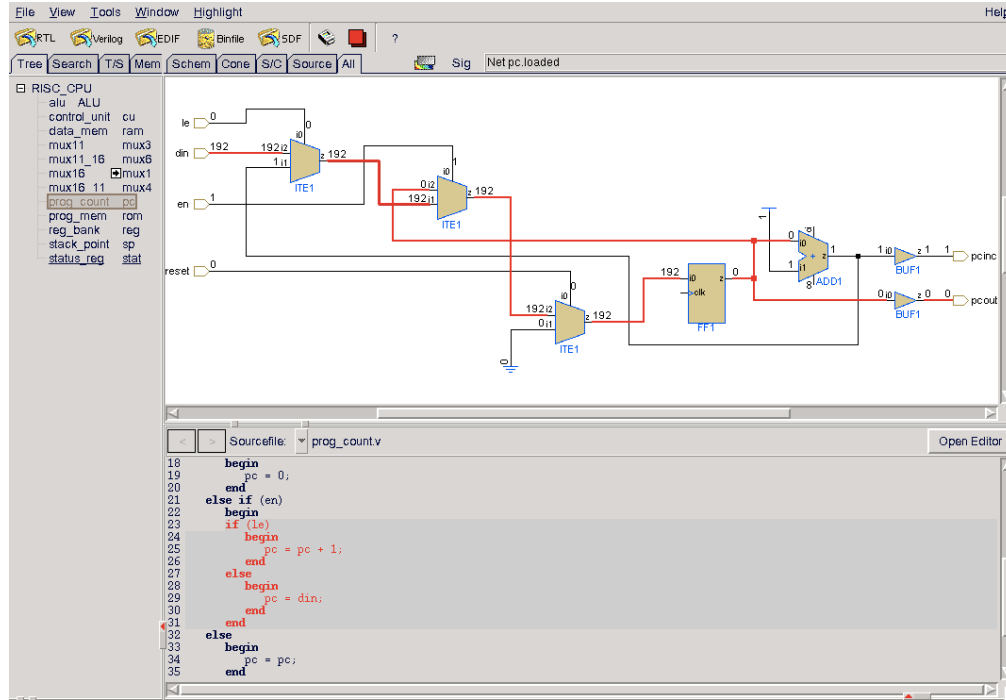 File View Tools Window Highlight Help
RTL Verilog EDIF Binfile SDF ?
Tree Search T/S Mem Schem Cone S/C Source All Sig Net pc.loaded
RISC_CPU
alu ALU
control_unit cu
data_mem ram
mux11 mux3
mux11_16 mux6
mux16 mux1
mux16_11 mux4
prog_count pc
prog_mem rom
reg_bank reg
stack_point sp
status_reg stat
le 0
0
i0
din 192
192 i2
1 i1
z 192
ITE1
en 1
1
i0
0 i2
192 i1
z 192
ITE1
reset 0
0
i0
192 i2
0 i1
z 192
ITE1
0
192 i0 z 0
clk
FF1
1
0 i0
1 i1
+ z 1
8
ADD1
1 i0 z 1 1 pcinc
BUF1
0 i0 z 0 0 pcout
BUF1
< > Sourcefile: prog_count.v Open Editor
18 begin
19 pc = 0;
20 end
21 else if (en)
22 begin
23 if (le)
24 begin
25 pc = pc + 1;
26 end
27 else
28 begin
29 pc = din;
30 end
31 end
32 else
33 begin
34 pc = pc;
35 end